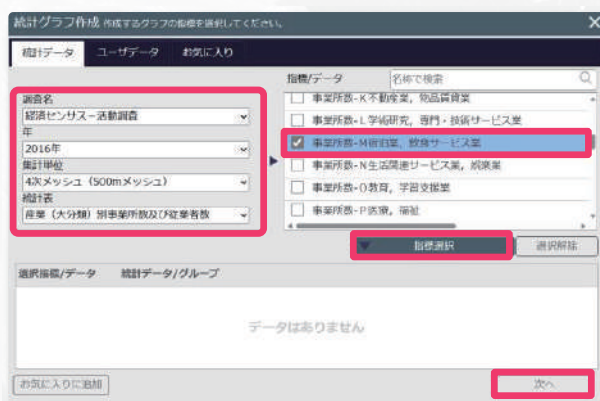 統計グラフ作成 作成するグラフの指標を選択してください。
統計データ ユーザデータ お気に入り
指標/データ 名称で検索
調査名
経済センサス－活動調査
年
2016年
集計単位
4次メッシュ（500mメッシュ）
統計表
産業（大分類）別事業所数及び従業者数
事業所数-K不動産業，物品賃貸業
事業所数-L学術研究，専門・技術サービス業
事業所数-M宿泊業，飲食サービス業
事業所数-N生活関連サービス業，娯楽業
事業所数-O教育，学習支援業
事業所数-P医療，福祉
指標選択 選択解除
選択指標/データ 統計データ/グループ
データはありません
お気に入りに追加 次へ